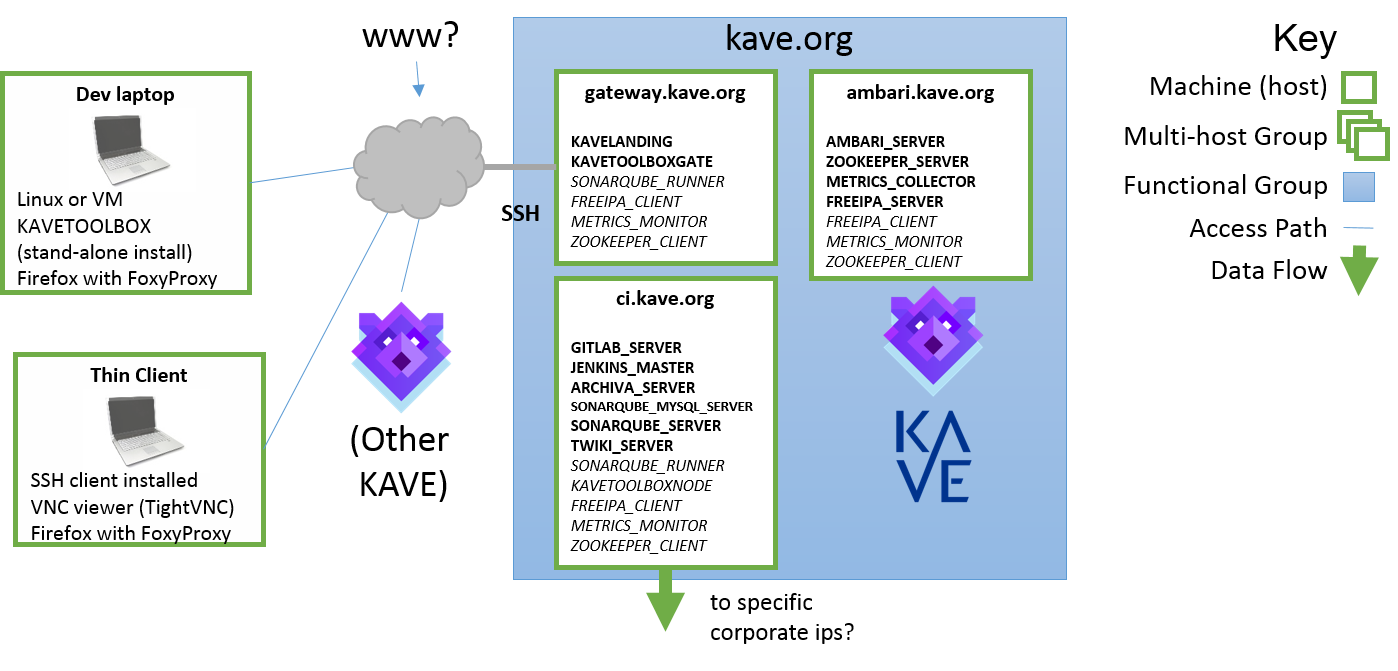 www?
kave.org
Key
Dev laptop
Linux or VM
KAVETOOLBOX
(stand-alone install)
Firefox with FoxyProxy
Thin Client
SSH client installed
VNC viewer (TightVNC)
Firefox with FoxyProxy
(Other
KAVE)
SSH
gateway.kave.org
KAVELANDING
KAVETOOLBOXGATE
SONARQUBE_RUNNER
FREEIPA_CLIENT
METRICS_MONITOR
ZOOKEEPER_CLIENT
ambari.kave.org
AMBARI_SERVER
ZOOKEEPER_SERVER
METRICS_COLLECTOR
FREEIPA_SERVER
FREEIPA_CLIENT
METRICS_MONITOR
ZOOKEEPER_CLIENT
ci.kave.org
GITLAB_SERVER
JENKINS_MASTER
ARCHIVA_SERVER
SONARQUBE_MYSQL_SERVER
SONARQUBE_SERVER
TWIKI_SERVER
SONARQUBE_RUNNER
KAVETOOLBOXNODE
FREEIPA_CLIENT
METRICS_MONITOR
ZOOKEEPER_CLIENT
KA
VE
to specific
corporate ips?
Machine (host)
Multi-host Group
Functional Group
Access Path
Data Flow